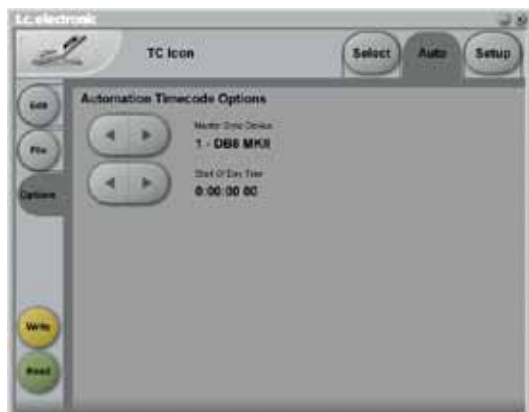 t.c. electronic
TC Icon
Select
Auto
Setup
Edit
File
Options
Automation Timecode Options
Master Sync Device
1 - DB8 MKII
Start Of Day Time
0:00:00 00
Write
Read